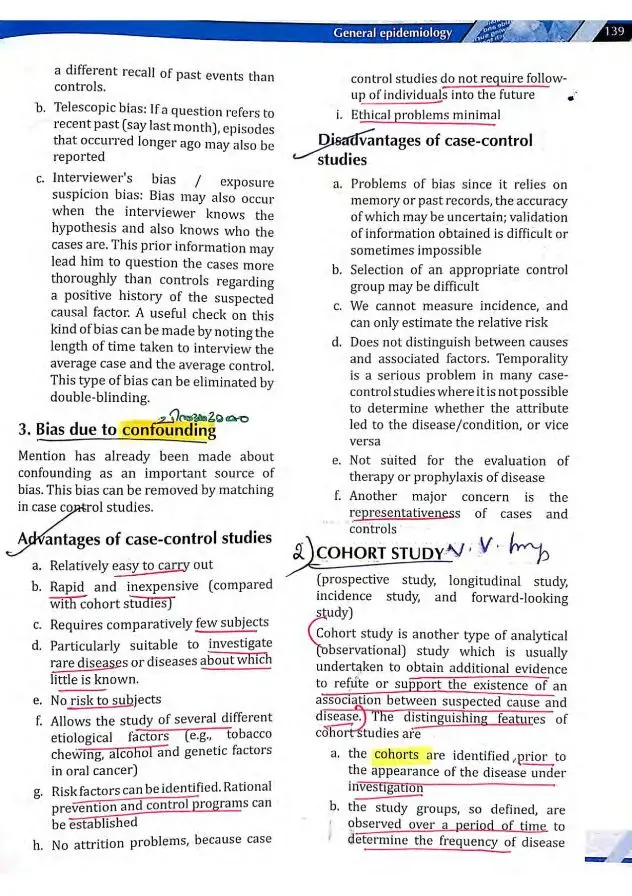 General epidemiology
139
a different recall of past events than
controls.
b. Telescopic bias: If a question refers to
recent past (say last month), episodes
that occurred longer ago may also be
reported
c. Interviewer's bias / exposure
suspicion bias: Bias may also occur
when the interviewer knows the
hypothesis and also knows who the
cases are. This prior information may
lead him to question the cases more
thoroughly than controls regarding
a positive history of the suspected
causal factor. A useful check on this
kind of bias can be made by noting the
length of time taken to interview the
average case and the average control.
This type of bias can be eliminated by
double-blinding.
3. Bias due to confounding
Mention has already been made about
confounding as an important source of
bias. This bias can be removed by matching
in case control studies.
Advantages of case-control studies
a. Relatively easy to carry out
b. Rapid and inexpensive (compared
with cohort studies)
c. Requires comparatively few subjects
d. Particularly suitable to investigate
rare diseases or diseases about which
little is known.
e. No risk to subjects
f. Allows the study of several different
etiological factors (e.g., tobacco
chewing, alcohol and genetic factors
in oral cancer)
g. Risk factors can be identified. Rational
prevention and control programs can
be established
h. No attrition problems, because case
control studies do not require follow-
up of individuals into the future
i. Ethical problems minimal
Disadvantages of case-control
studies
a. Problems of bias since it relies on
memory or past records, the accuracy
of which may be uncertain; validation
of information obtained is difficult or
sometimes impossible
b. Selection of an appropriate control
group may be difficult
c. We cannot measure incidence, and
can only estimate the relative risk
d. Does not distinguish between causes
and associated factors. Temporality
is a serious problem in many case-
control studies where it is not possible
to determine whether the attribute
led to the disease/condition, or vice
versa
e. Not suited for the evaluation of
therapy or prophylaxis of disease
f. Another major concern is the
representativeness of cases and
controls
2) COHORT STUDY V. V. Imp
(prospective study, longitudinal study,
incidence study, and forward-looking
study)
Cohort study is another type of analytical
(observational) study which is usually
undertaken to obtain additional evidence
to refute or support the existence of an
association between suspected cause and
disease. The distinguishing features of
cohort studies are
a. the cohorts are identified prior to
the appearance of the disease under
investigation
b. the study groups, so defined, are
observed over a period of time to
determine the frequency of disease